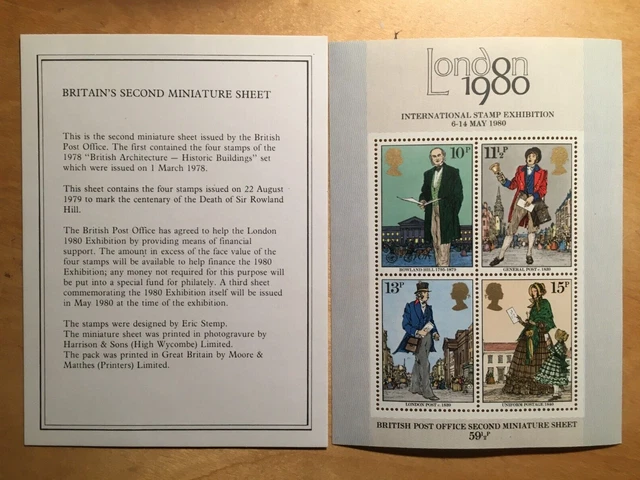 BRITAIN'S SECOND MINIATURE SHEET
This is the second miniature sheet issued by the British
Post Office. The first contained the four stamps of the
1978 "British Architecture — Historic Buildings" set
which were issued on 1 March 1978.
This sheet contains the four stamps issued on 22 August
1979 to mark the centenary of the Death of Sir Rowland
Hill.
The British Post Office has agreed to help the London
1980 Exhibition by providing means of financial
support. The amount in excess of the face value of the
four stamps will be available to help finance the 1980
Exhibition; any money not required for this purpose will
be put into a special fund for philately. A third sheet
commemorating the 1980 Exhibition itself will be issued
in May 1980 at the time of the exhibition.
The stamps were designed by Eric Stemp.
The miniature sheet was printed in photogravure by
Harrison & Sons (High Wycombe) Limited.
The pack was printed in Great Britain by Moore &
Matthes (Printers) Limited.
London
1980
INTERNATIONAL STAMP EXHIBITION
6-14 MAY 1980
10P
ROWLAND HILL 1795-1879
11½P
GENERAL POST c.1839
13P
LONDON POST c.1839
15P
UNIFORM POSTAGE 1840
BRITISH POST OFFICE SECOND MINIATURE SHEET
59½P